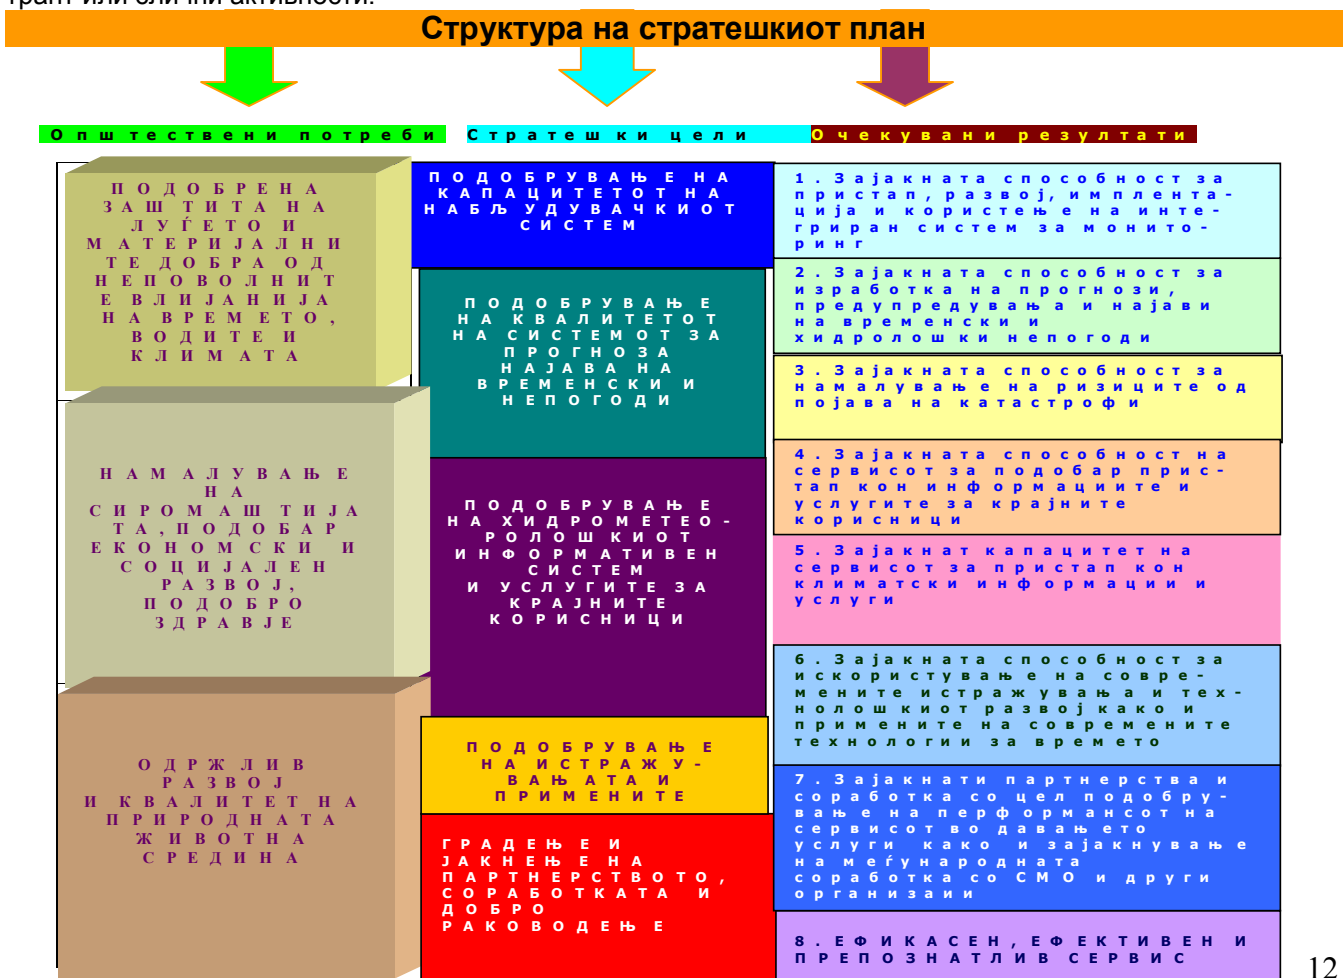 Структура на стратешкиот план
Општествени потреби
Стратешки цели
Очекувани резултати
ПОДОБРЕНА
ЗАШТИТА НА
ЛУЃЕТО И
МАТЕРИЈАЛНИ
ТЕ ДОБРА ОД
НЕПОВОЛНИТ
Е ВЛИЈАНИЈА
НА ВРЕМЕТО,
ВОДИТЕ И
КЛИМАТА
НАМАЛУВАЊЕ
НА
СИРОМАШТИЈА
ТА, ПОДОБАР
ЕКОНОМСКИ И
СОЦИЈАЛЕН
РАЗВОЈ,
ПОДОБРО
ЗДРАВЈЕ
ОДРЖЛИВ
РАЗВОЈ
И КВАЛИТЕТ НА
ПРИРОДНАТА
ЖИВОТНА
СРЕДИНА
ПОДОБРУВАЊЕ НА
КАПАЦИТЕТОТ НА
НАБЉУДУВАЧКИОТ
СИСТЕМ
ПОДОБРУВАЊЕ
НА КВАЛИТЕТОТ
НА СИСТЕМОТ ЗА
ПРОГНОЗА
НАЈАВА НА
ВРЕМЕНСКИ И
НЕПОГОДИ
ПОДОБРУВАЊЕ
НА ХИДРОМЕТЕО-
РОЛОШКИОТ
ИНФОРМАТИВЕН
СИСТЕМ
И УСЛУГИТЕ ЗА
КРАЈНИТЕ
КОРИСНИЦИ
ПОДОБРУВАЊЕ
НА ИСТРАЖУ-
ВАЊАТА И
ПРИМЕНИТЕ
ГРАДЕЊЕ И
ЈАКНЕЊЕ НА
ПАРТНЕРСТВОТО,
СОРАБОТКАТА И
ДОБРО
РАКОВОДЕЊЕ
1. Зајакната способност за
пристап, развој, имплента-
ција и користење на инте-
гриран систем за монито-
ринг
2. Зајакната способност за
изработка на прогнози,
предупредувања и најави
на временски и
хидролошки непогоди
3. Зајакната способност за
намалување на ризиците од
појава на катастрофи
4. Зајакната способност на
сервисот за подобар прис-
тап кон информациите и
услугите за крајните
корисници
5. Зајакнат капацитет на
сервисот за пристап кон
климатски информации и
услуги
6. Зајакната способност за
искористување на совре-
мените истражувања и тех-
нолошкиот развој како и
примените на современите
технологии за времето
7. Зајакнати партнерства и
соработка со цел подобру-
вање на перформансот на
сервисот во давањето
услуги како и зајакнување
на меѓународната
соработка со СМО и други
организаии
8. ЕФИКАСЕН, ЕФЕКТИВЕН И
ПРЕПОЗНАТЛИВ СЕРВИС
12